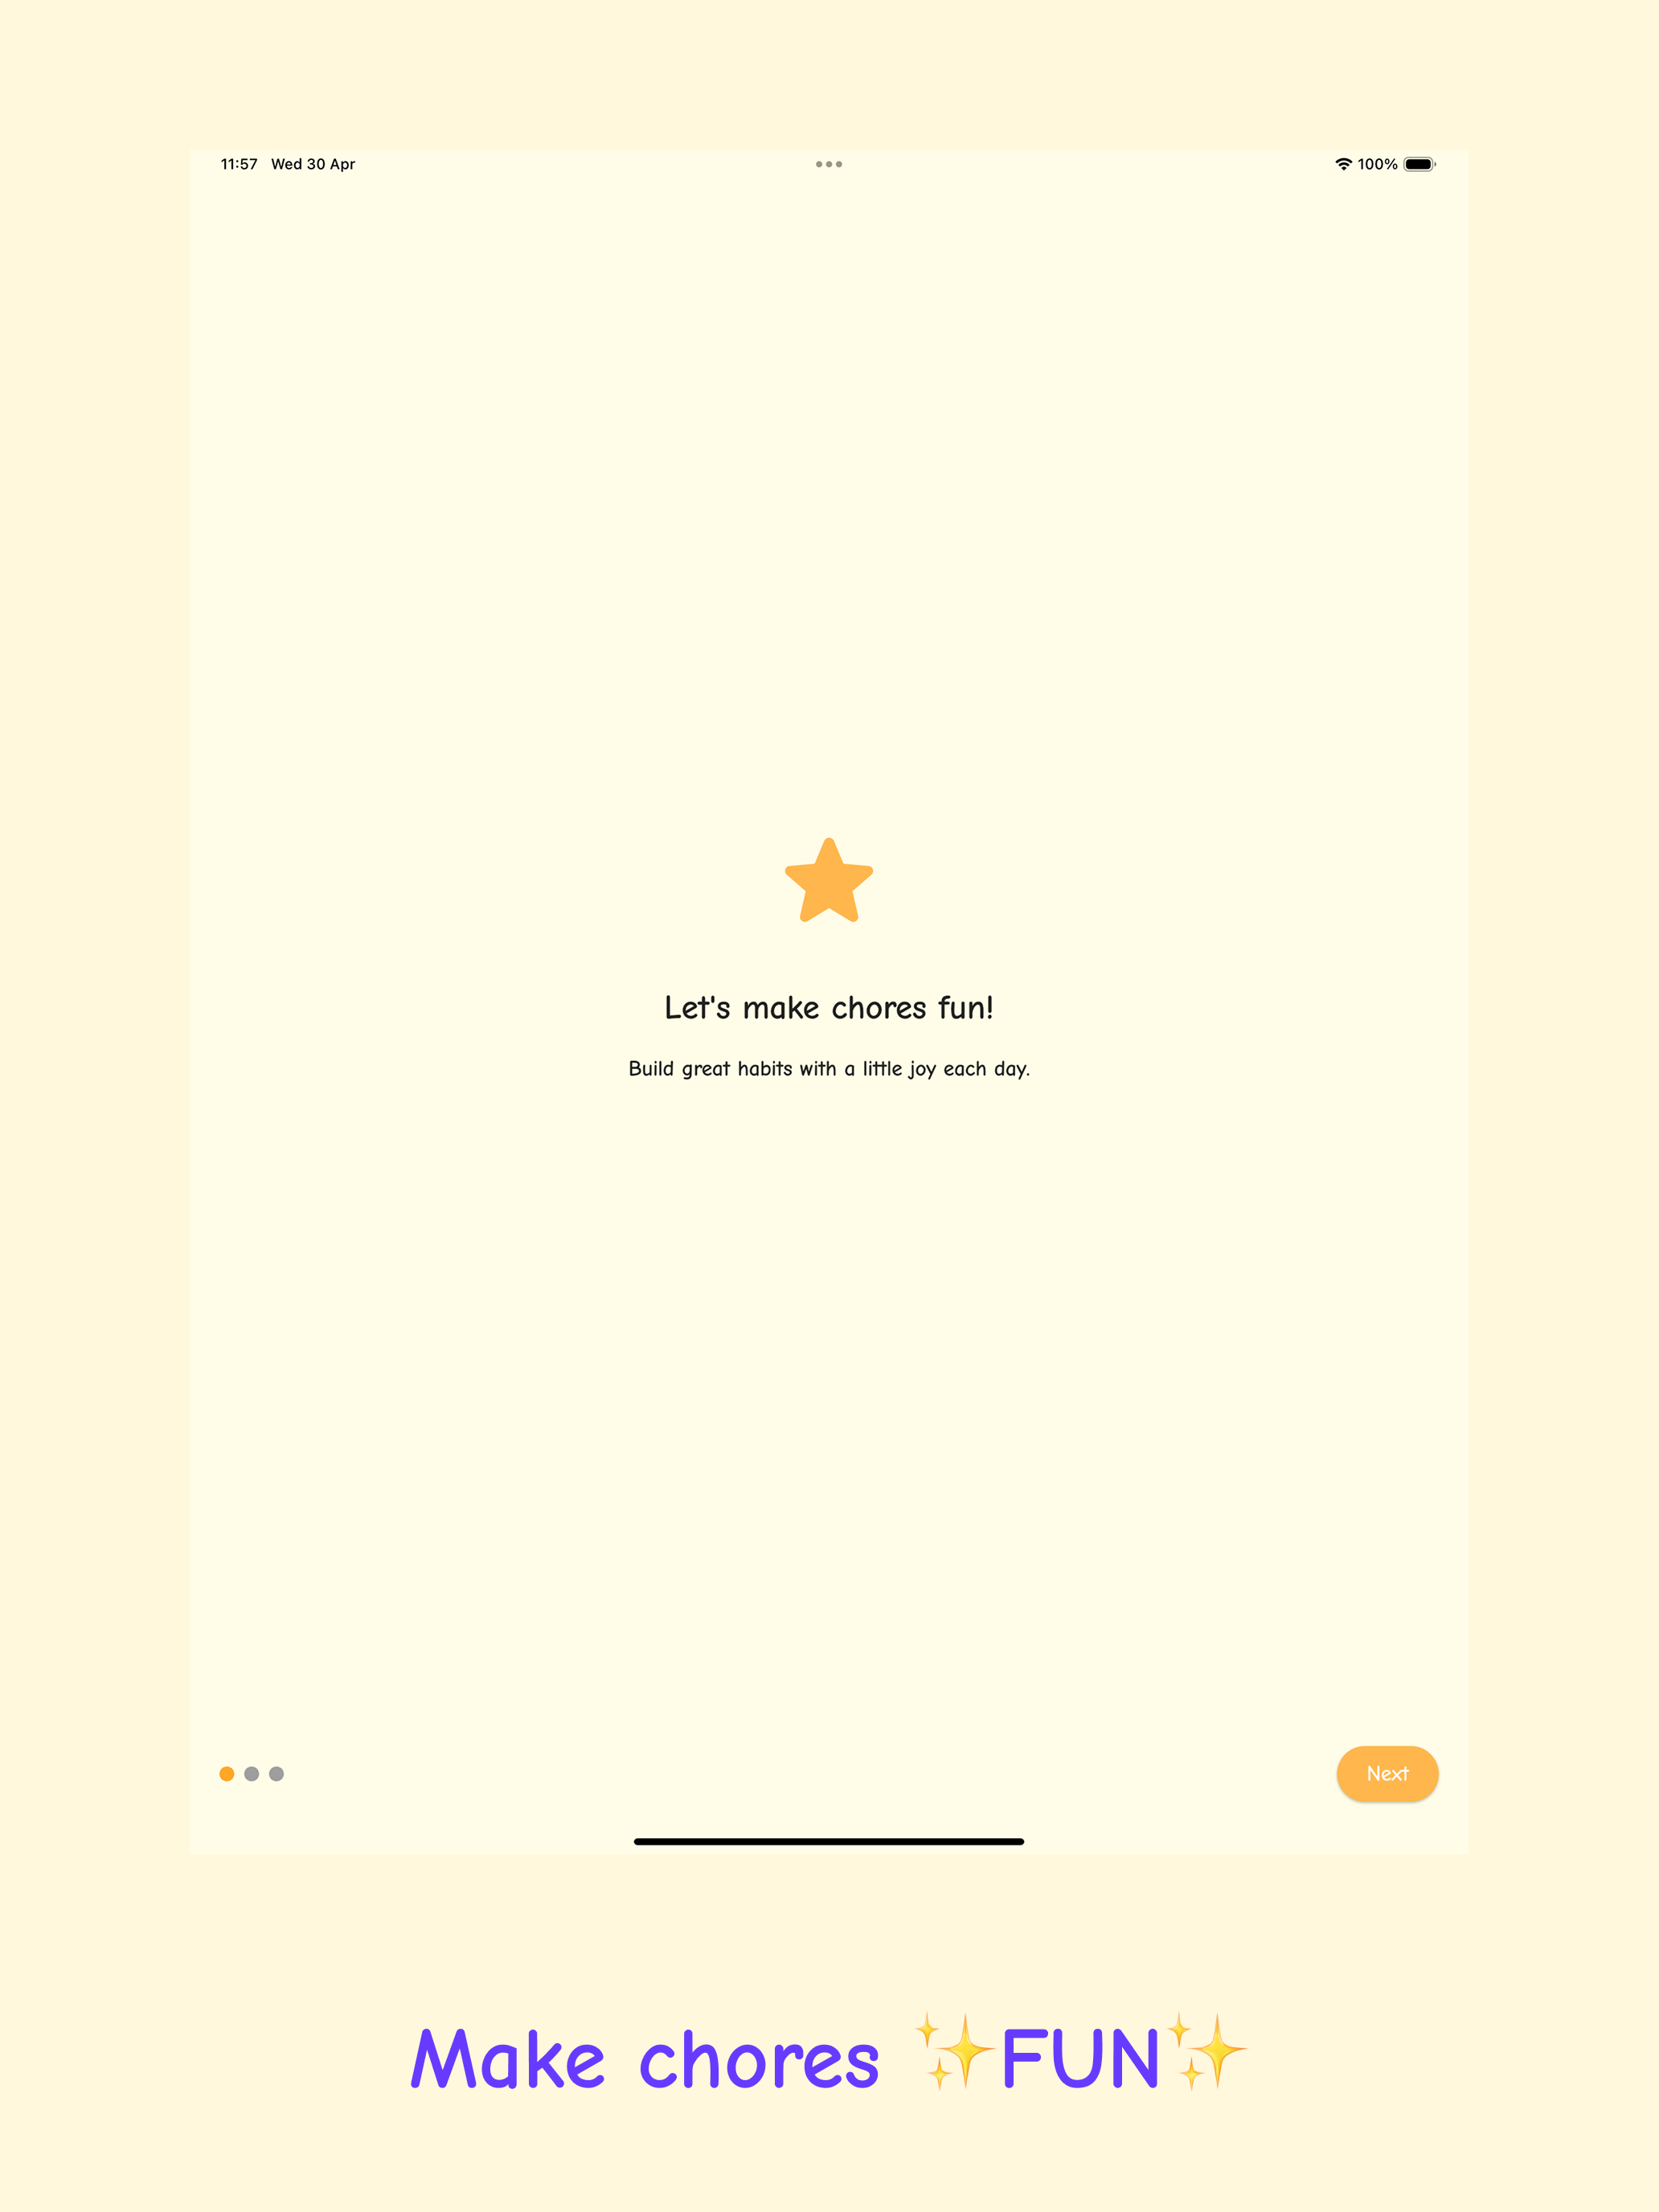 11:57 Wed 30 Apr
100%
Let's make chores fun!
Build great habits with a little joy each day.
Next
Make chores ✨FUN✨